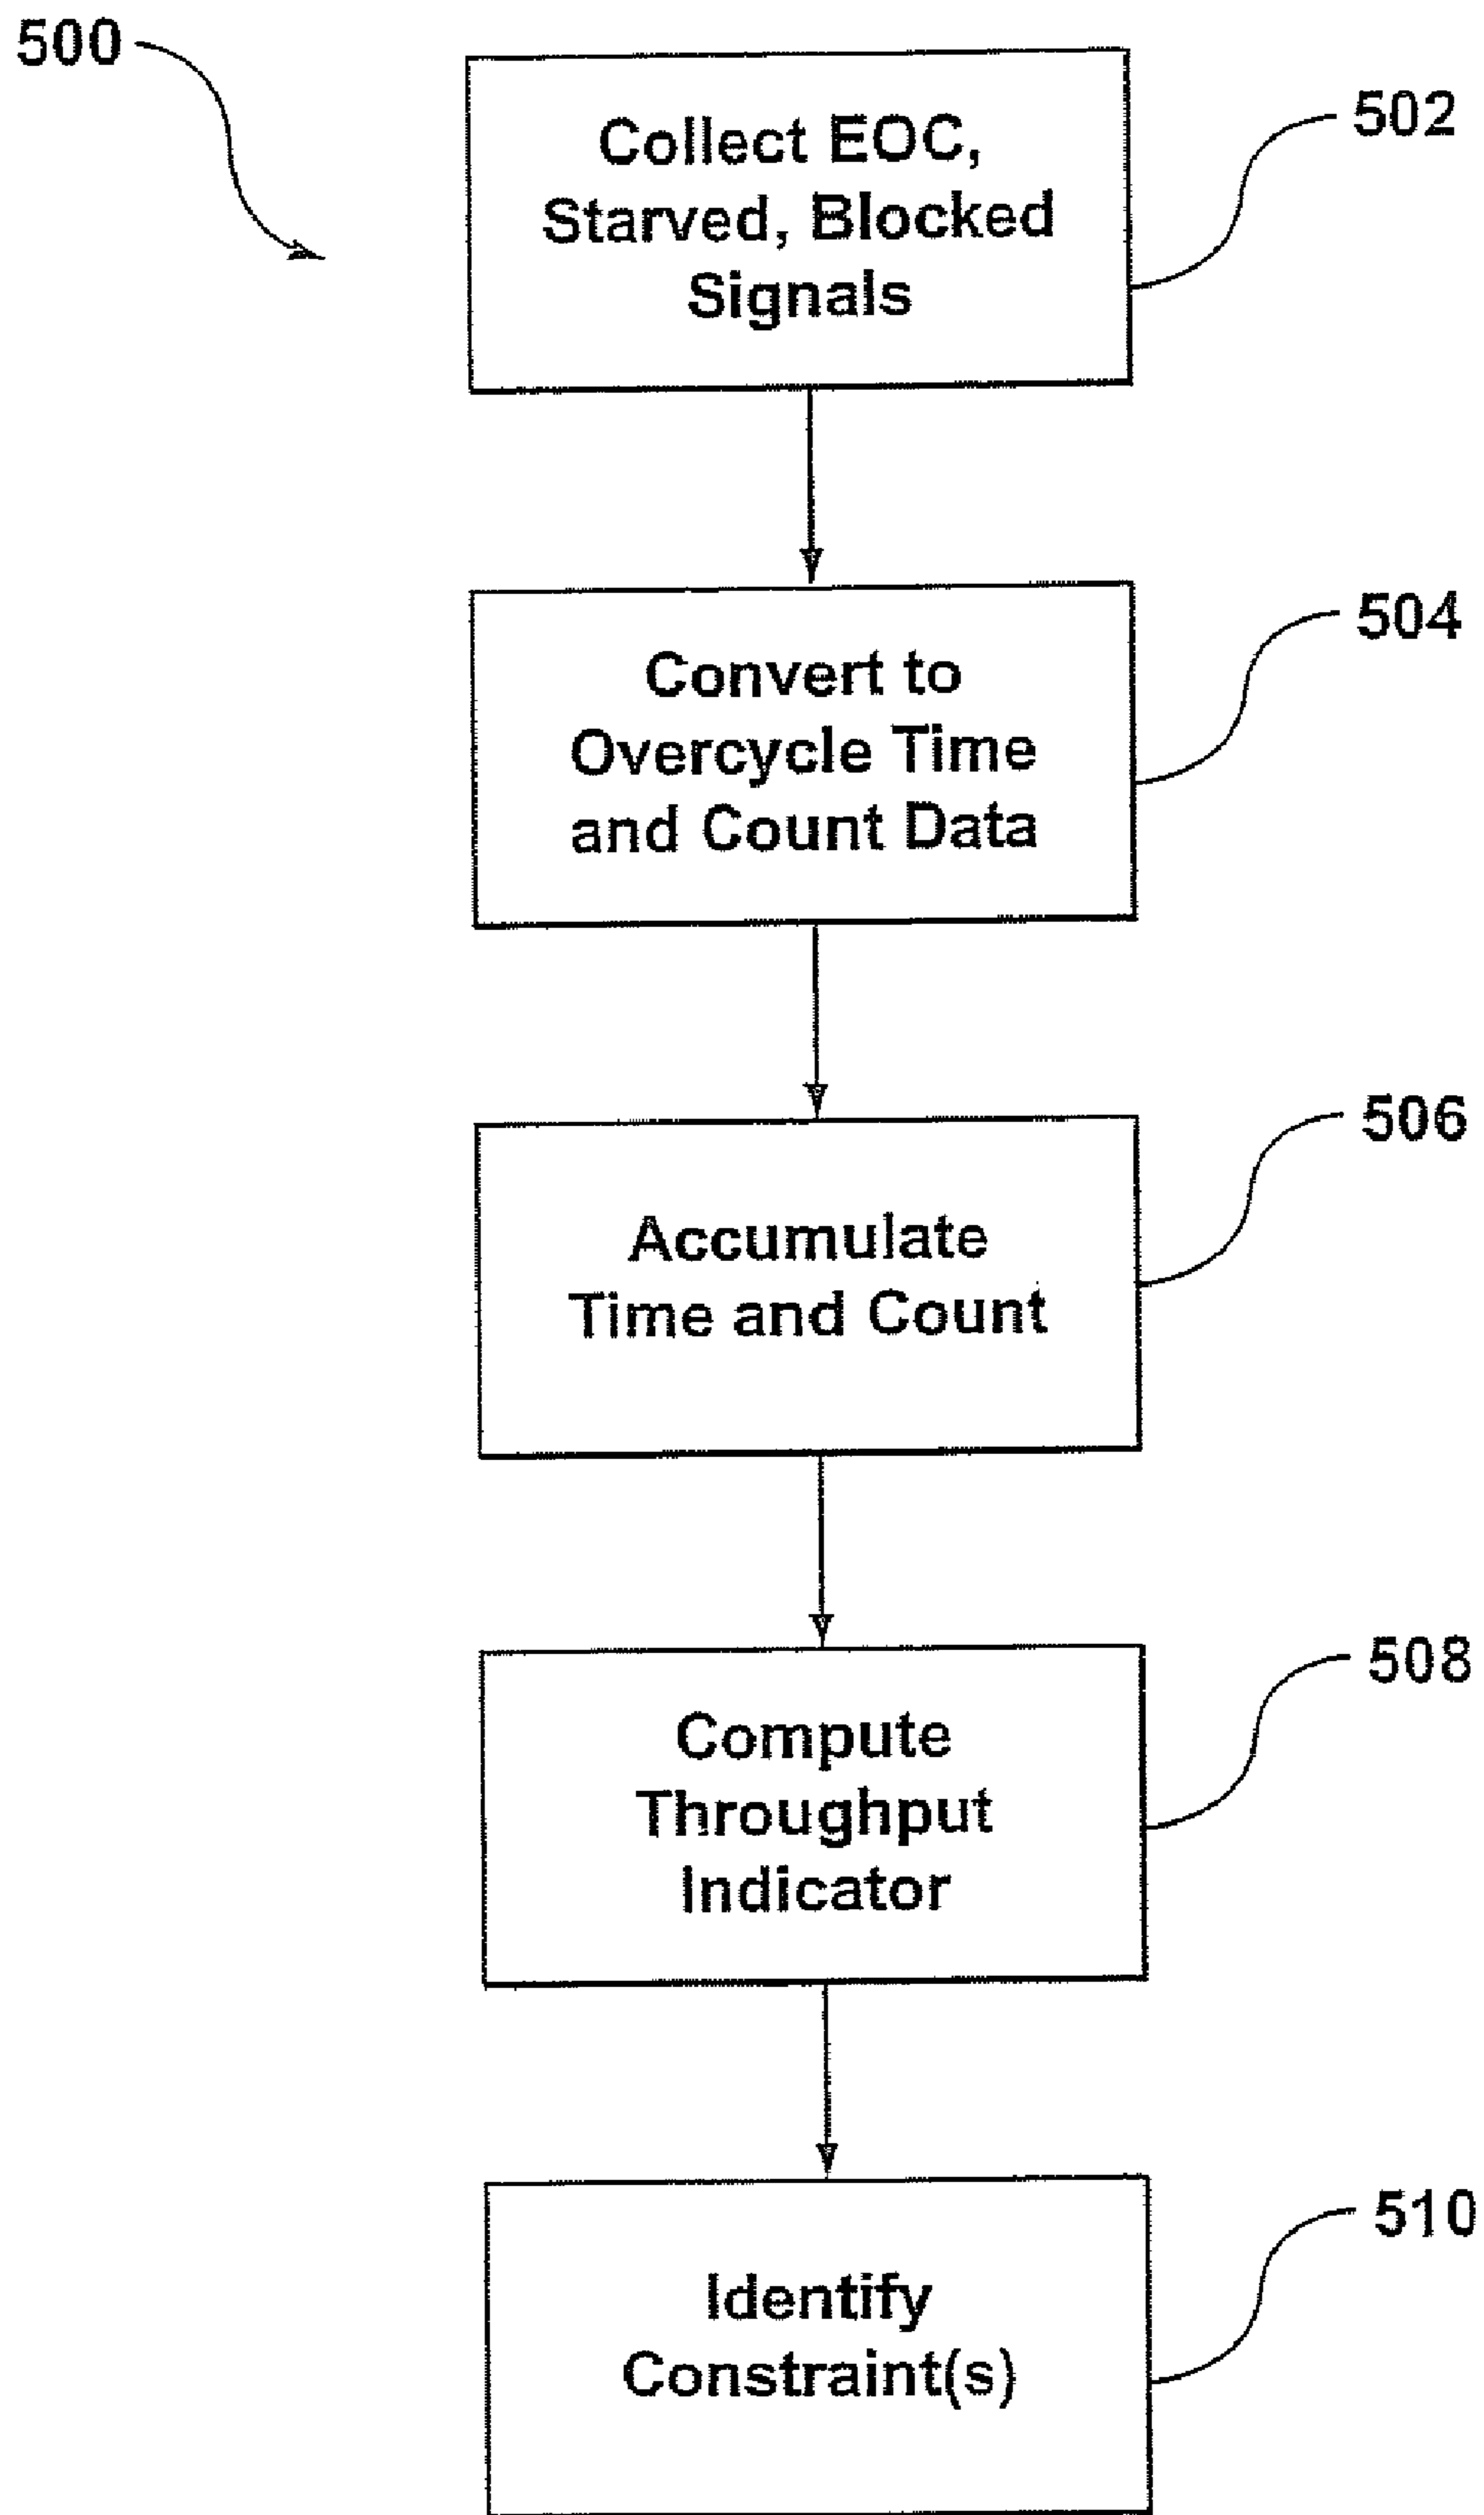 500
Collect EOC,
Starved, Blocked
Signals
502
Convert to
Overcycle Time
and Count Data
504
Accumulate
Time and Count
506
Compute
Throughput
Indicator
508
Identify
Constraint(s)
510